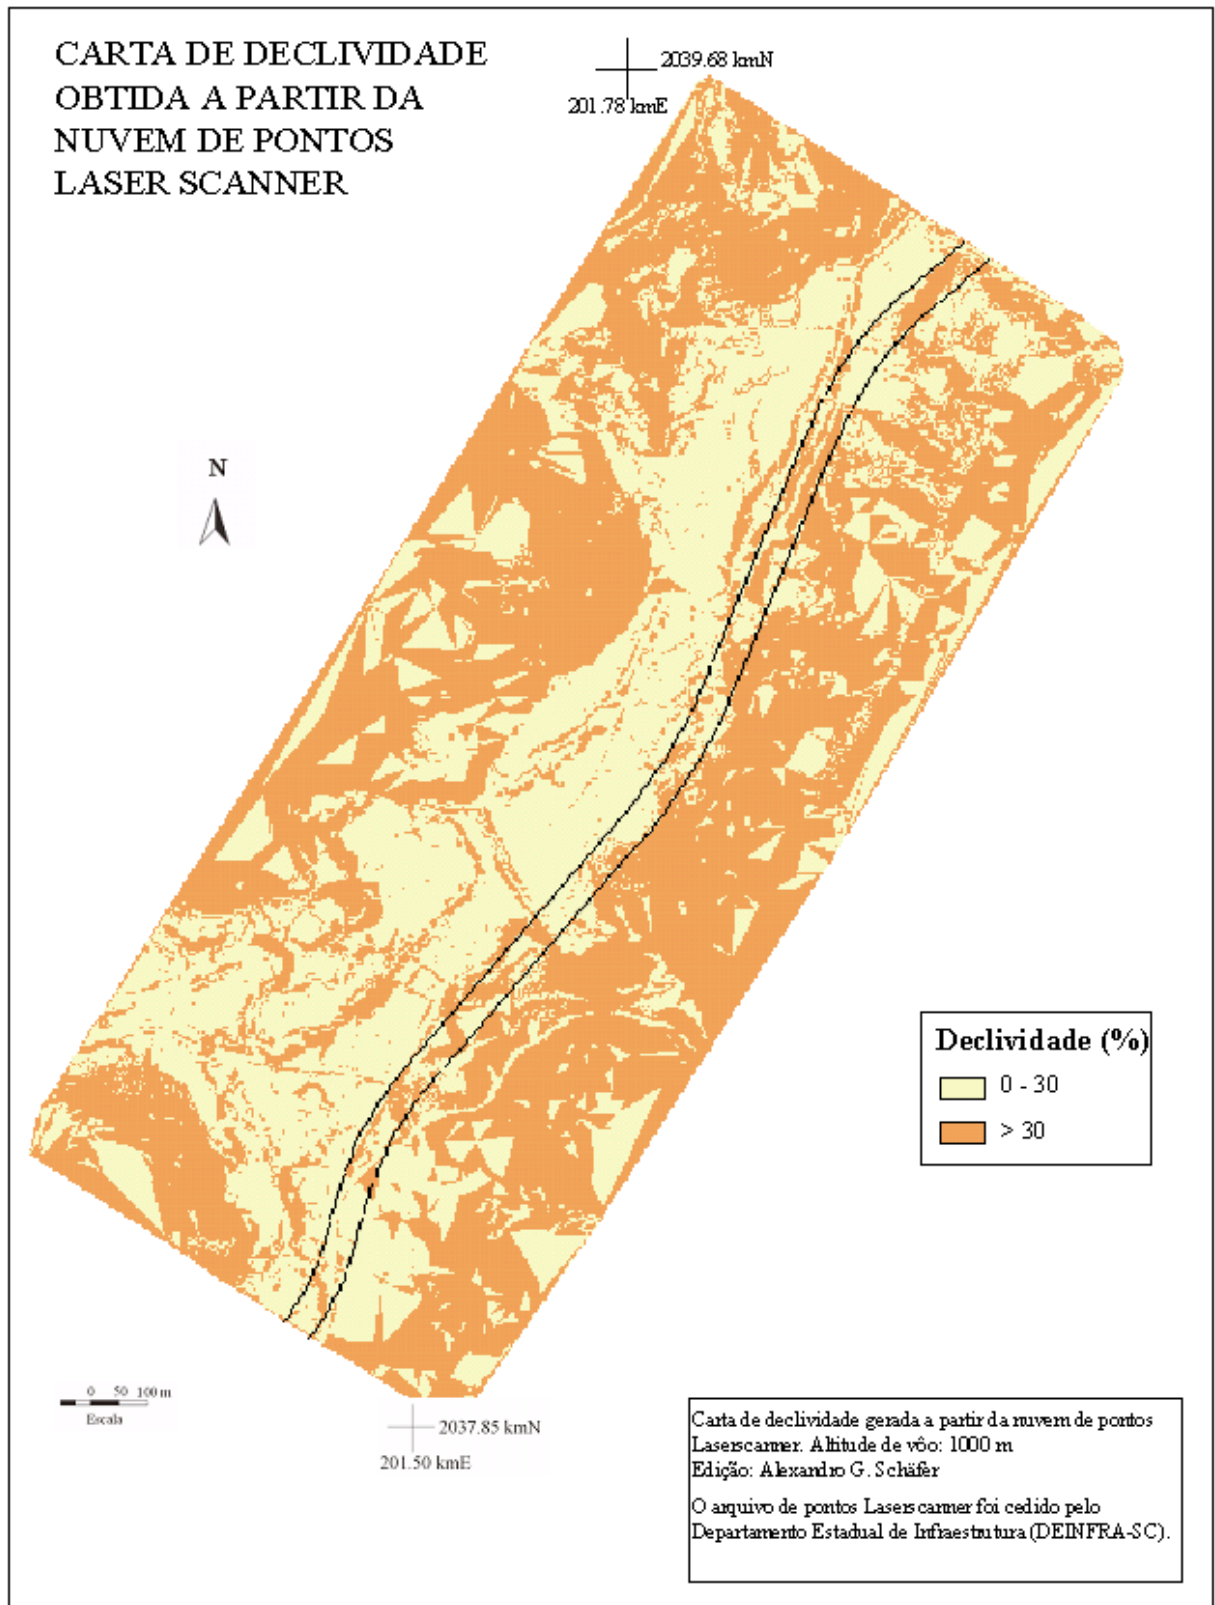 CARTA DE DECLIVIDADE
OBTIDA A PARTIR DA
NUVEM DE PONTOS
LASER SCANNER
2039.68 kmN
201.78 kmE
N
Declividade (%)
0 - 30
> 30
0 50 100 m
Escala
2037.85 kmN
201.50 kmE
Carta de declividade gerada a partir da nuvem de pontos
Laserscanner. Altitude de vôo: 1000 m
Edição: Alexandro G. Schäfer
O arquivo de pontos Laserscanner foi cedido pelo
Departamento Estadual de Infraestrutura (DEINFRA-SC).